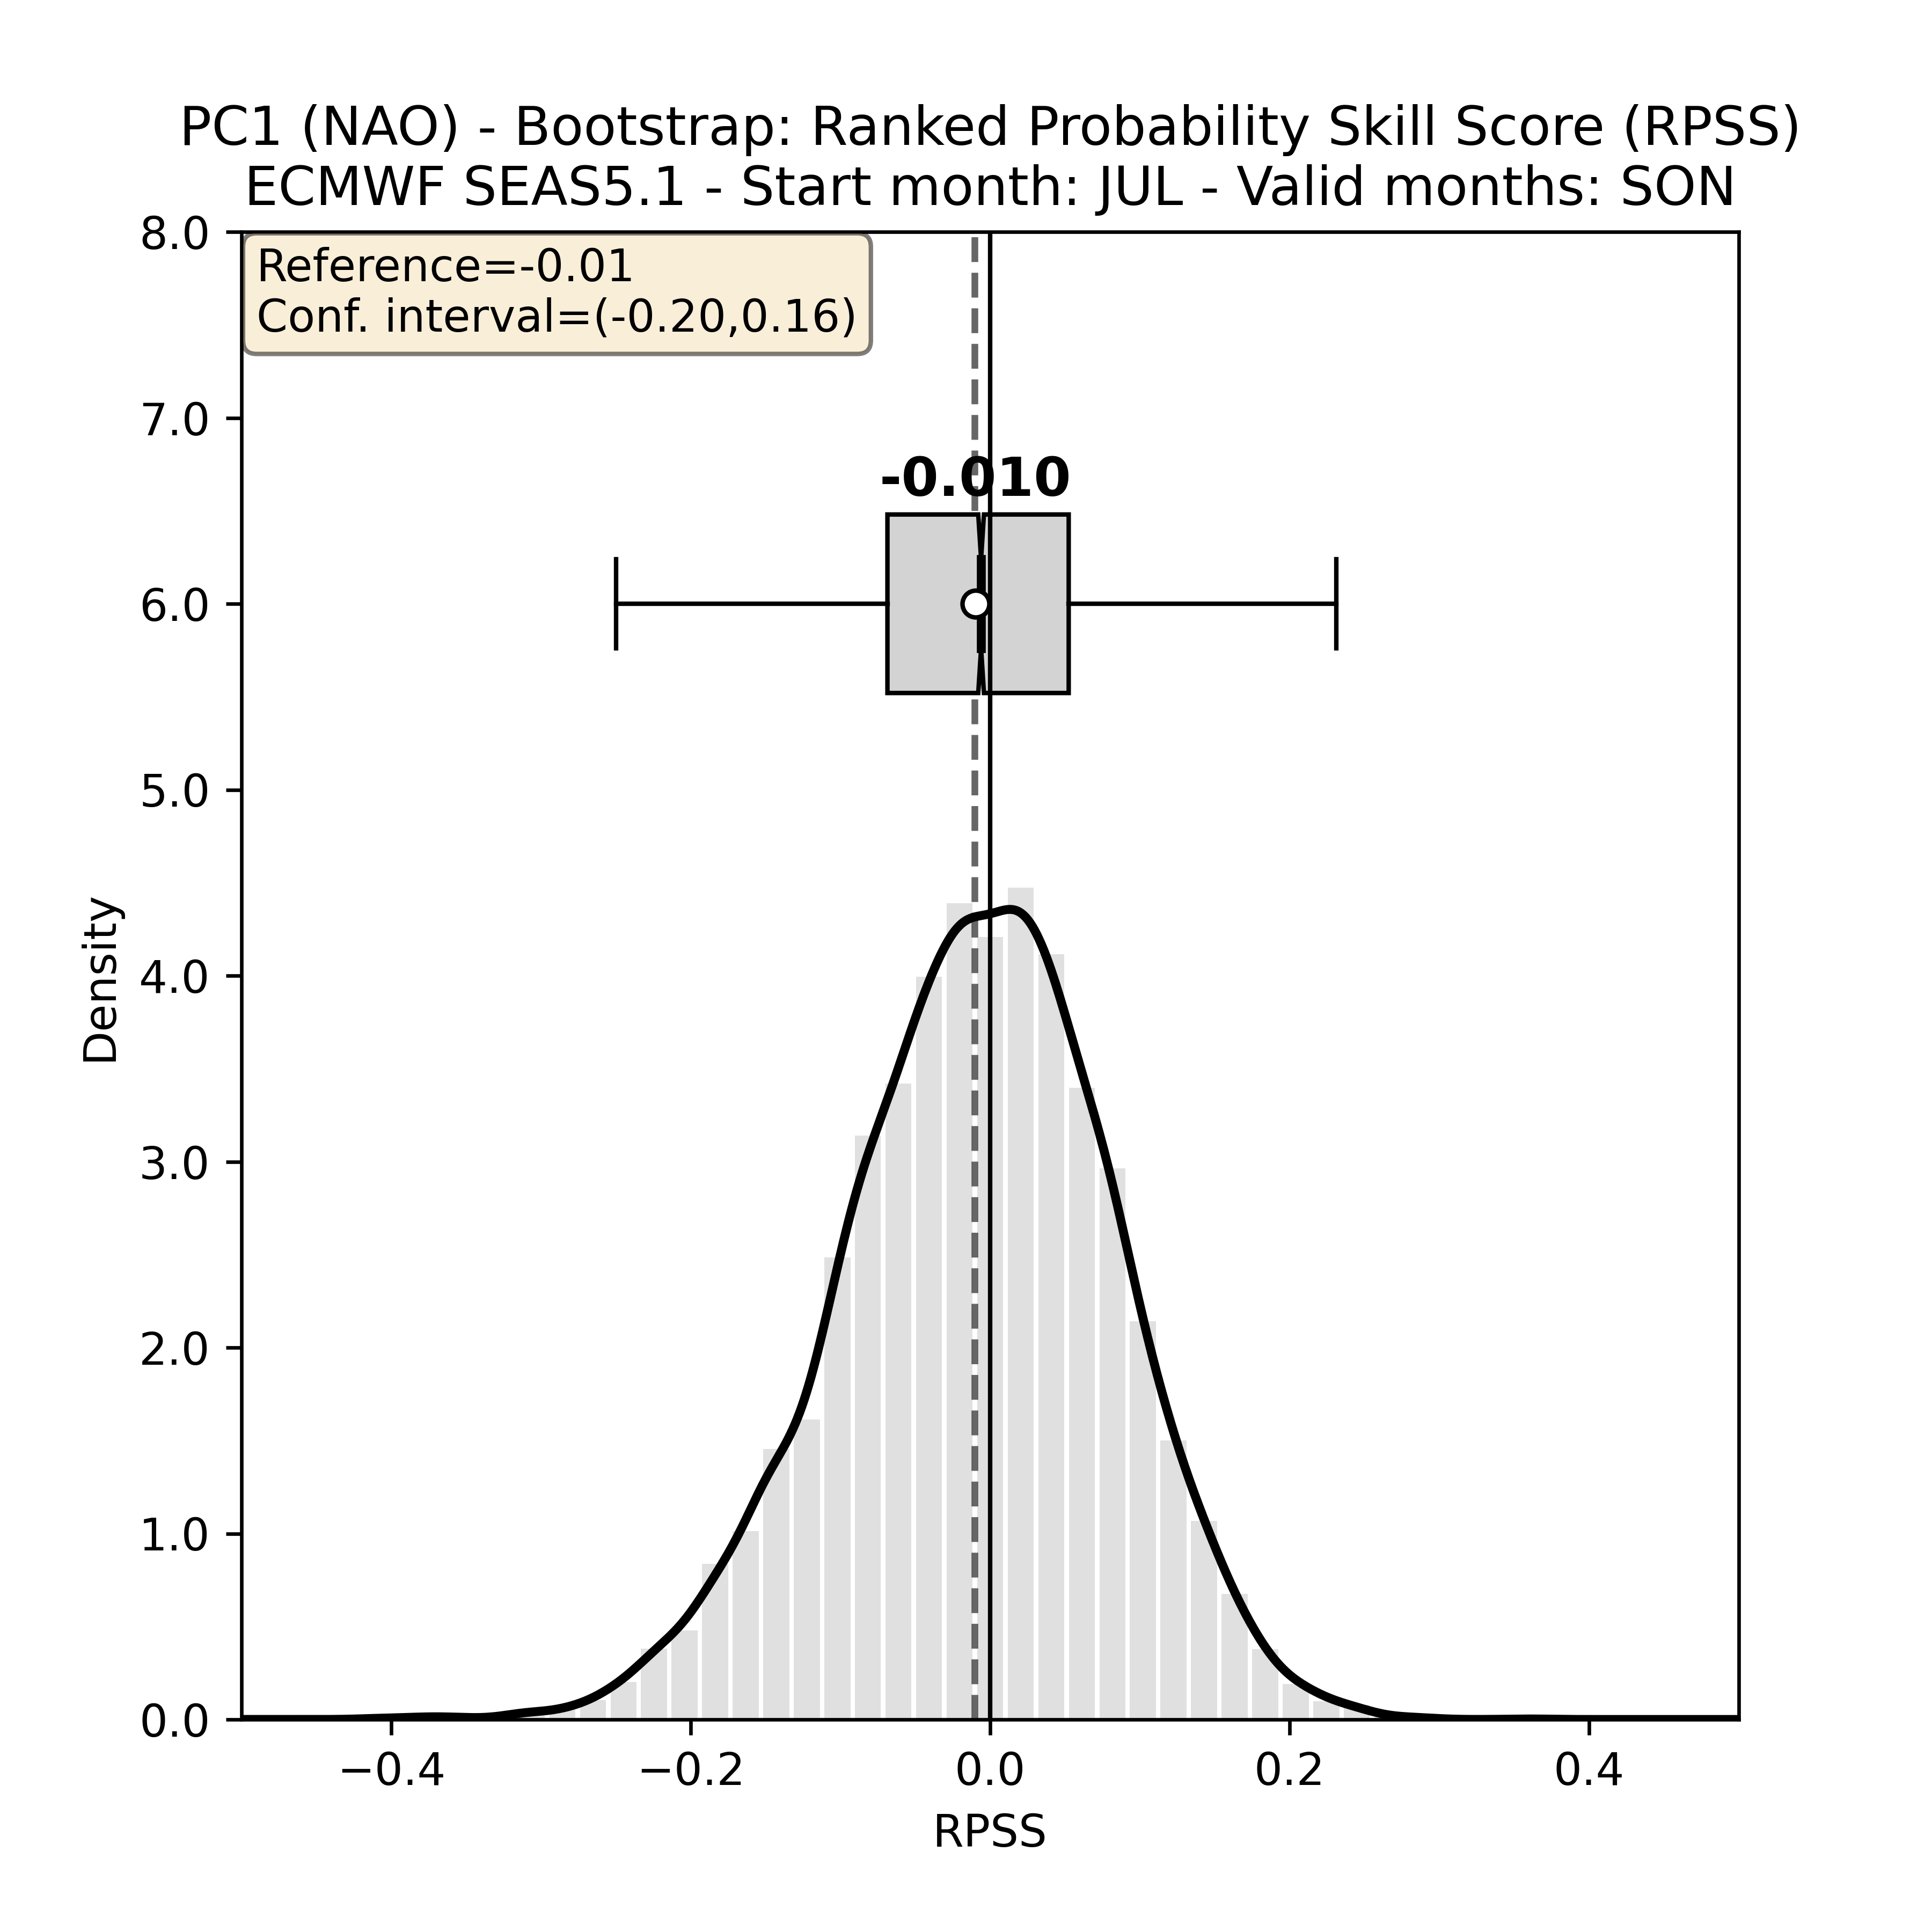 PC1 (NAO) - Bootstrap: Ranked Probability Skill Score (RPSS)
ECMWF SEAS5.1 - Start month: JUL - Valid months: SON
Reference=-0.01
Conf. interval=(-0.20,0.16)
-0.010
8.0
7.0
6.0
5.0
4.0
3.0
2.0
1.0
0.0
Density
−0.4
−0.2
0.0
0.2
0.4
RPSS